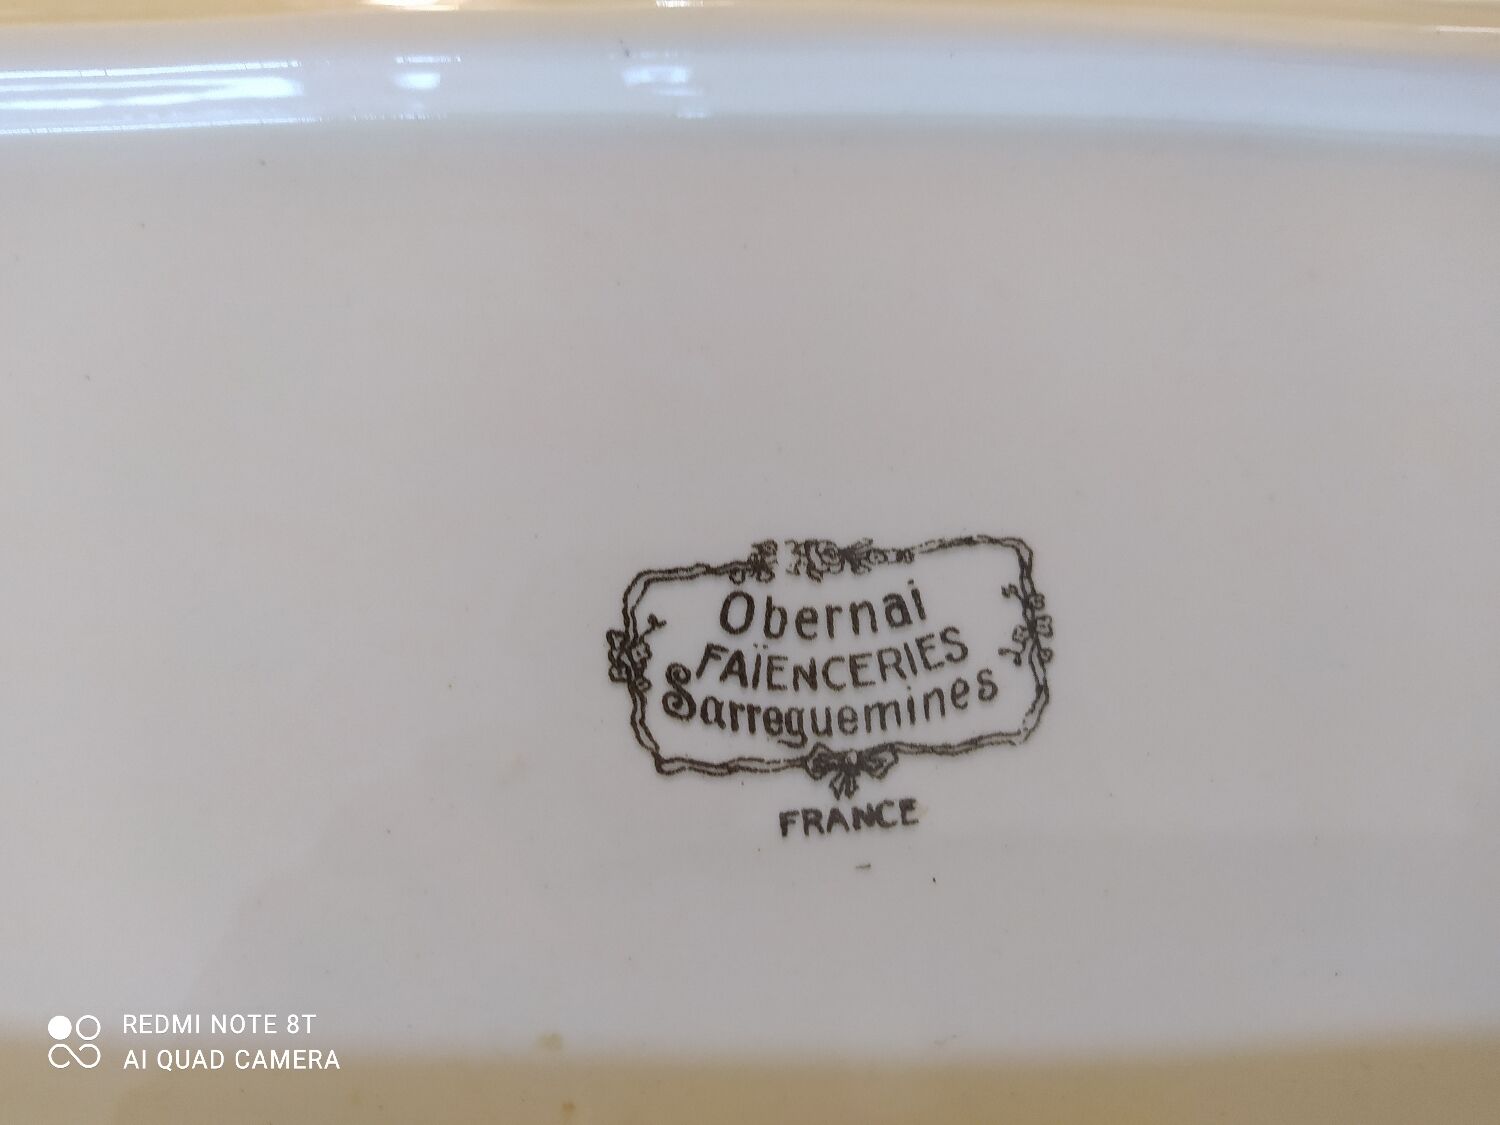 Obernai
FAÏENCERIES
Sarreguemines
FRANCE
REDMI NOTE 8T
AI QUAD CAMERA